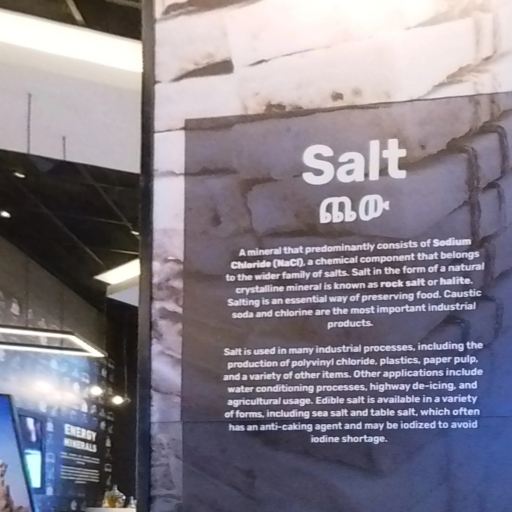 Salt
ጨው
A mineral that predominantly consists of Sodium
Chloride (NaCl), a chemical component that belongs
to the wider family of salts. Salt in the form of a natural
crystalline mineral is known as rock salt or halite.
Salting is an essential way of preserving food. Caustic
soda and chlorine are the most important industrial
products.
Salt is used in many industrial processes, including the
production of polyvinyl chloride, plastics, paper pulp,
and a variety of other items. Other applications include
water conditioning processes, highway de-icing, and
agricultural usage. Edible salt is available in a variety
of forms, including sea salt and table salt, which often
has an anti-caking agent and may be iodized to avoid
iodine shortage.
ENERGY
MINERALS